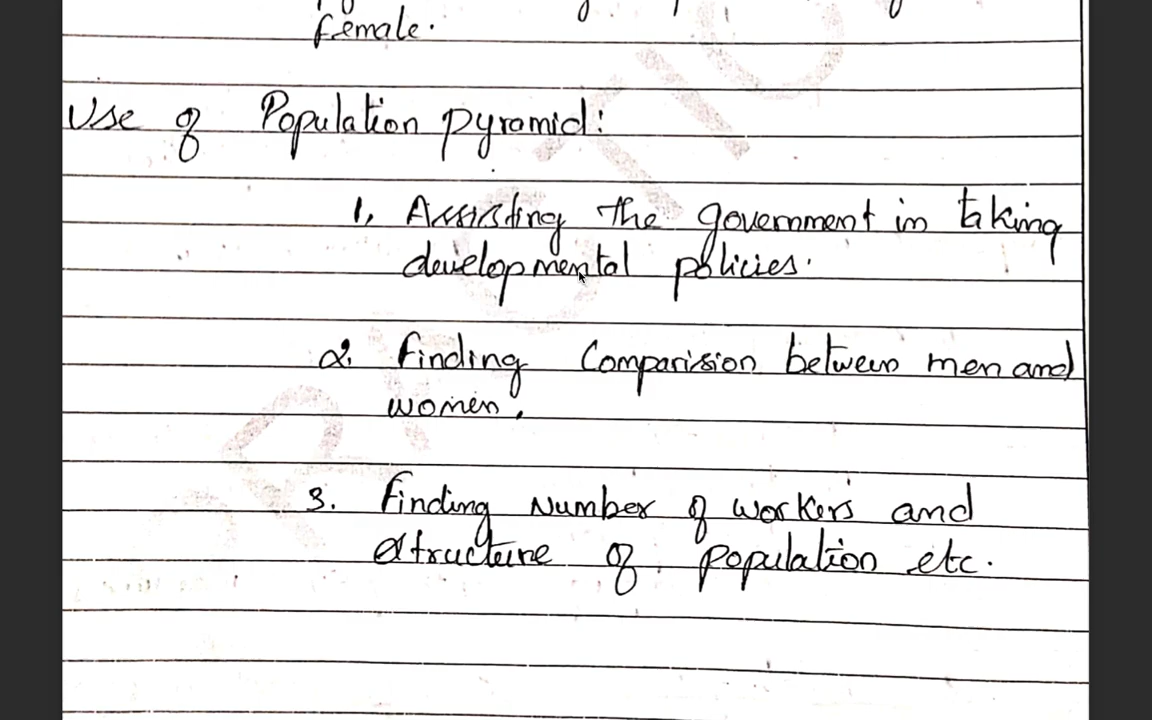 female.
Use of Population pyramid:
1, Assisting the government in taking
developmental policies.
2. Finding Comparision between men and
women.
3. Finding Number of workers and
structure of population etc.